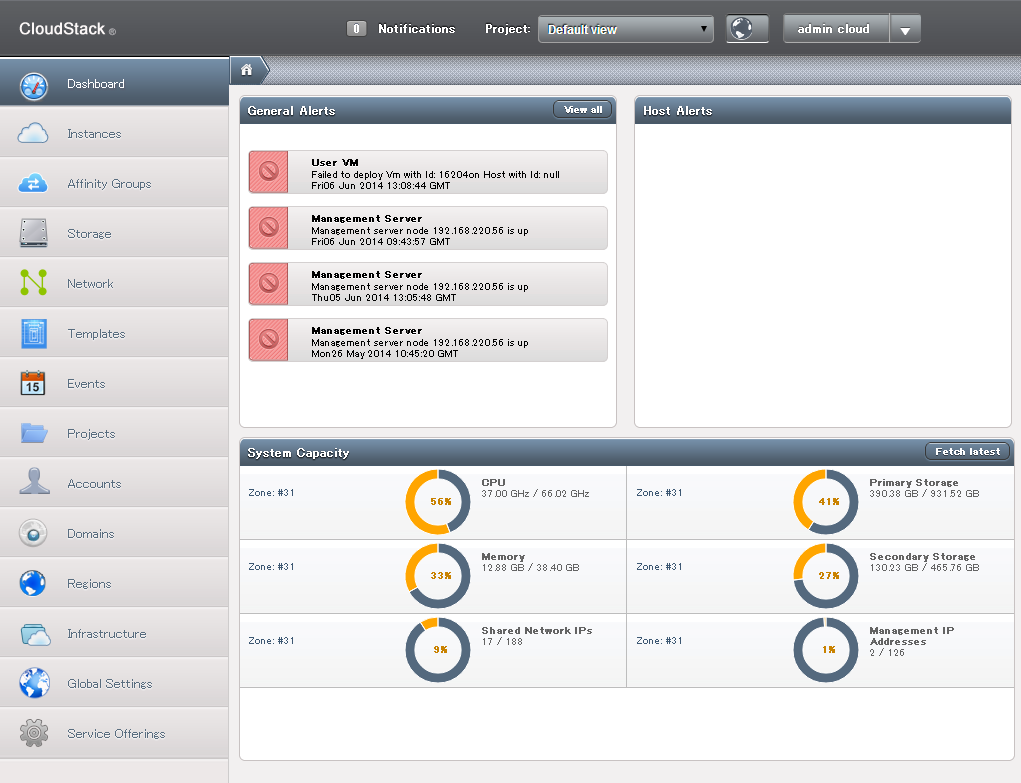 CloudStack ®
0 Notifications Project: Default view admin cloud
Dashboard
Instances
Affinity Groups
Storage
Network
Templates
15
Events
Projects
Accounts
Domains
Regions
Infrastructure
Global Settings
Service Offerings
General Alerts View all
User VM
Failed to deploy Vm with Id: 16204on Host with Id: null
Fri06 Jun 2014 13:08:44 GMT
Management Server
Management server node 192.168.220.56 is up
Fri06 Jun 2014 09:43:57 GMT
Management Server
Management server node 192.168.220.56 is up
Thu05 Jun 2014 13:05:48 GMT
Management Server
Management server node 192.168.220.56 is up
Mon26 May 2014 10:45:20 GMT
Host Alerts
System Capacity Fetch latest
Zone: #31
56%
CPU
37.00 GHz / 66.02 GHz
Zone: #31
41%
Primary Storage
390.38 GB / 931.52 GB
Zone: #31
33%
Memory
12.88 GB / 38.40 GB
Zone: #31
27%
Secondary Storage
130.23 GB / 465.76 GB
Zone: #31
9%
Shared Network IPs
17 / 188
Zone: #31
1%
Management IP
Addresses
2 / 126